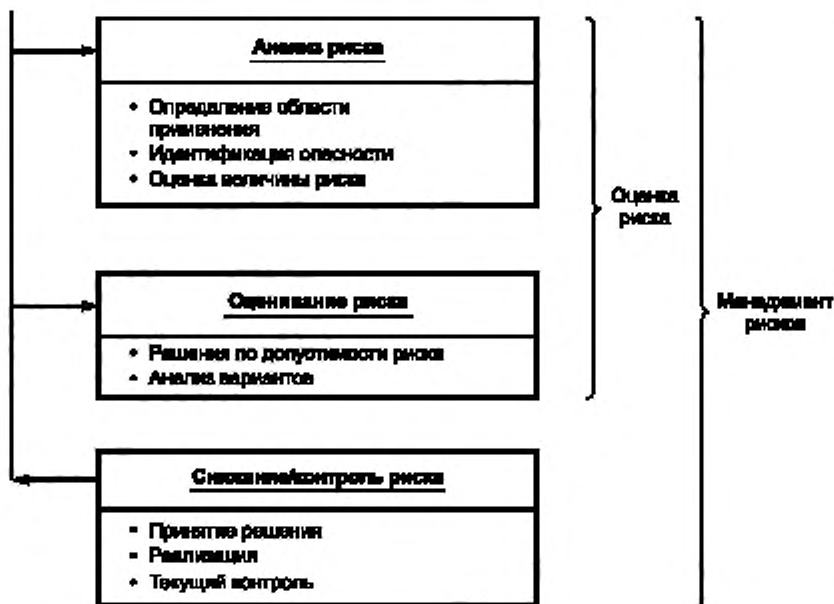 Анализ риска
• Определение области
применения
• Идентификация опасности
• Оценка величины риска
Оценка
риска
Оценивание риска
• Решения по допустимости риска
• Анализ вариантов
Менеджмент
рисков
Снижение/контроль риска
• Принятие решения
• Реализация
• Текущий контроль